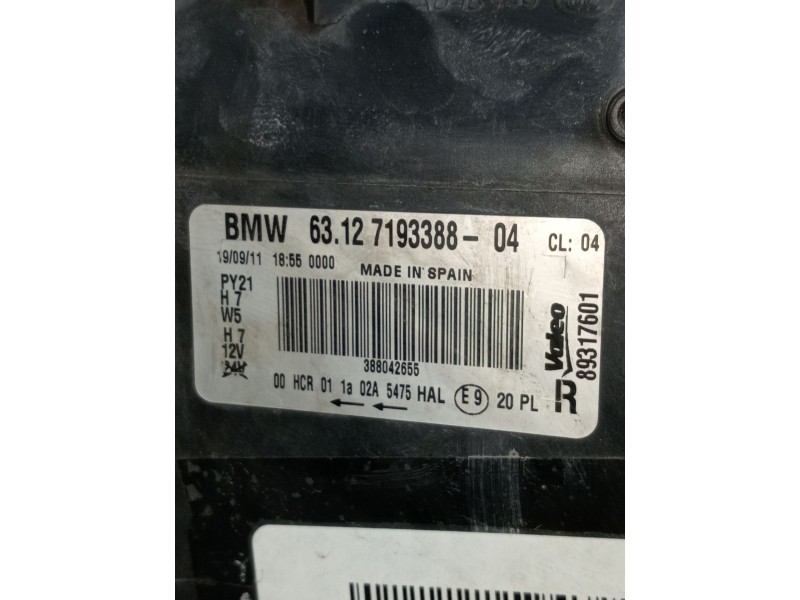 BMW 63.12 7193388 - 04 CL: 04
19/09/11 18:55 0000
MADE IN SPAIN
PY21
H 7
W5
H 7
12V
24V
388042655
00 HCR 01 1a 02A 5475 HAL E9 20 PL
R
Valeo
89317601